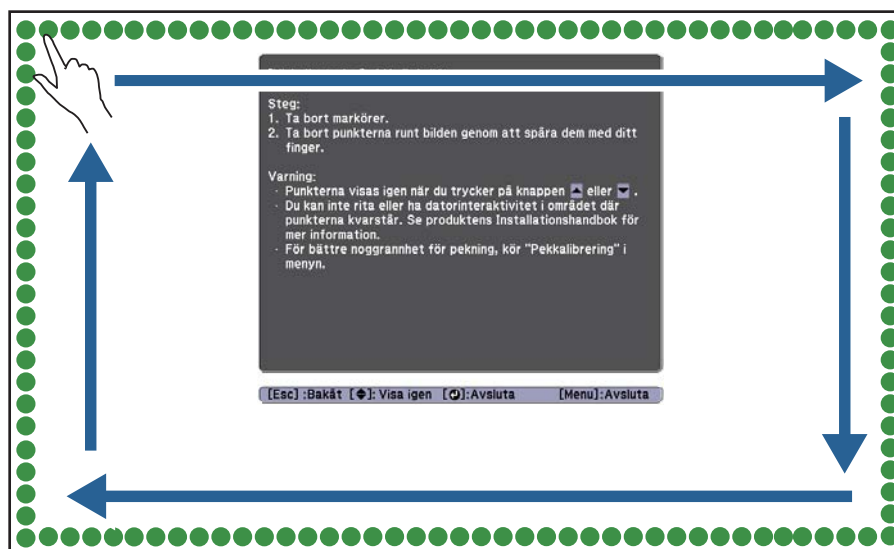 Steg:
1. Ta bort markörer.
2. Ta bort punkterna runt bilden genom att spåra dem med ditt
finger.
Varning:
· Punkterna visas igen när du trycker på knappen ▲ eller ▼ .
· Du kan inte rita eller ha datorinteraktivitet i området där
punkterna kvarstår. Se produktens Installationshandbok för
mer information.
· För bättre noggrannhet för pekning, kör "Pekkalibrering" i
menyn.
[Esc] :Bakåt [◆]: Visa igen [↵]:Avsluta [Menu]:Avsluta